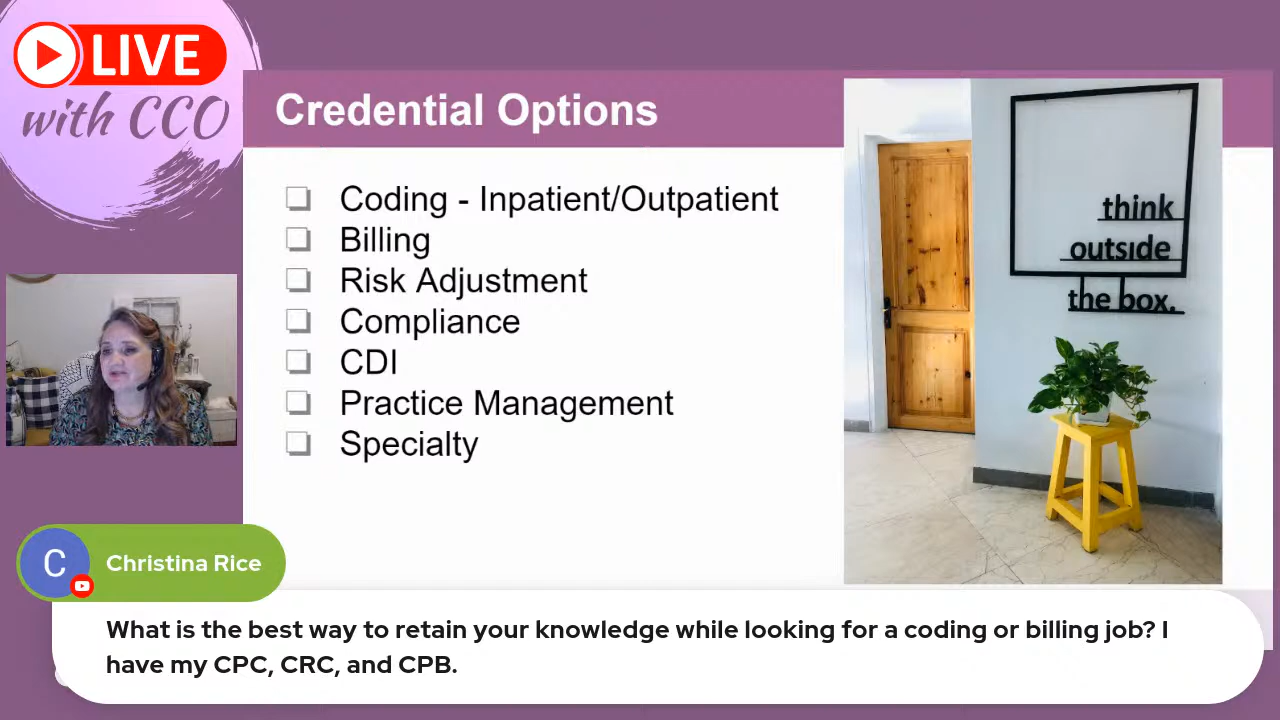 LIVE
with CCO
Credential Options
Coding - Inpatient/Outpatient
Billing
Risk Adjustment
Compliance
CDI
Practice Management
Specialty
think
outside
the box.
C
Christina Rice
What is the best way to retain your knowledge while looking for a coding or billing job? I
have my CPC, CRC, and CPB.